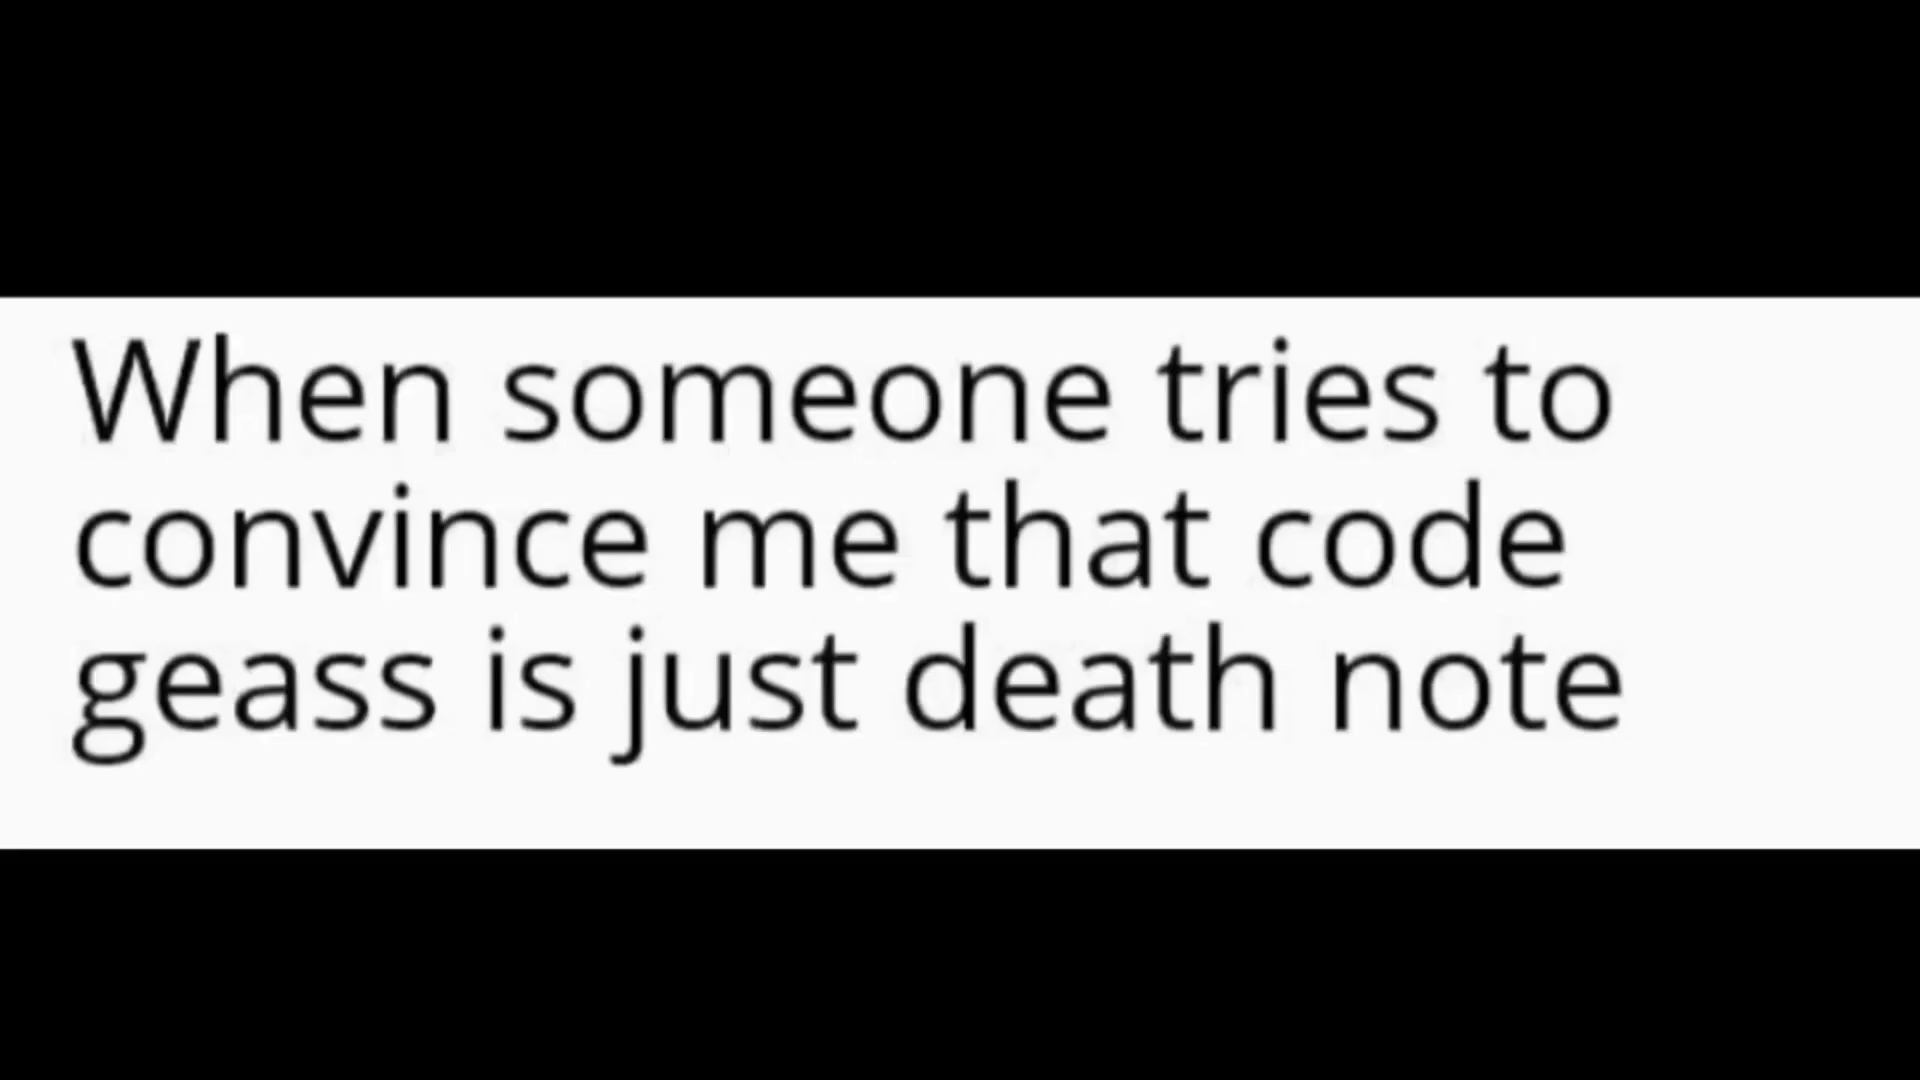 When someone tries to
convince me that code
geass is just death note